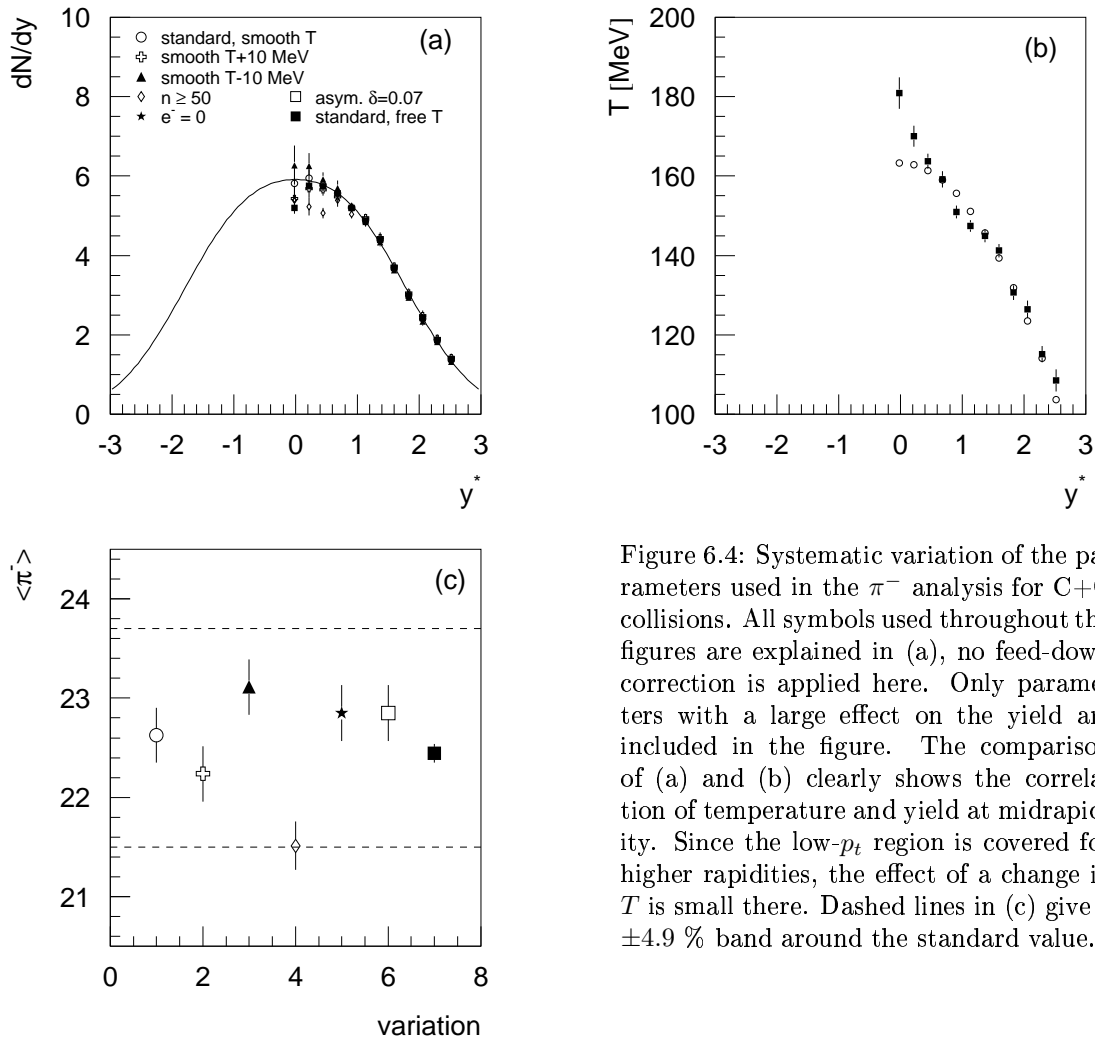 10
8
6
4
2
0
-3 -2 -1 0 1 2 3
dN/dy
y*
(a)
standard, smooth T
smooth T+10 MeV
smooth T-10 MeV
n ≥ 50
e⁻ = 0
asym. δ=0.07
standard, free T
200
180
160
140
120
100
-3 -2 -1 0 1 2 3
T [MeV]
y*
(b)
24
23
22
21
0 2 4 6 8
<π⁻>
variation
(c)
Figure 6.4: Systematic variation of the pa
rameters used in the π⁻ analysis for C+
collisions. All symbols used throughout th
figures are explained in (a), no feed-dow
correction is applied here. Only parame
ters with a large effect on the yield ar
included in the figure. The compariso
of (a) and (b) clearly shows the correla
tion of temperature and yield at midrapid
ity. Since the low-pₜ region is covered fo
higher rapidities, the effect of a change i
T is small there. Dashed lines in (c) give
±4.9 % band around the standard value.